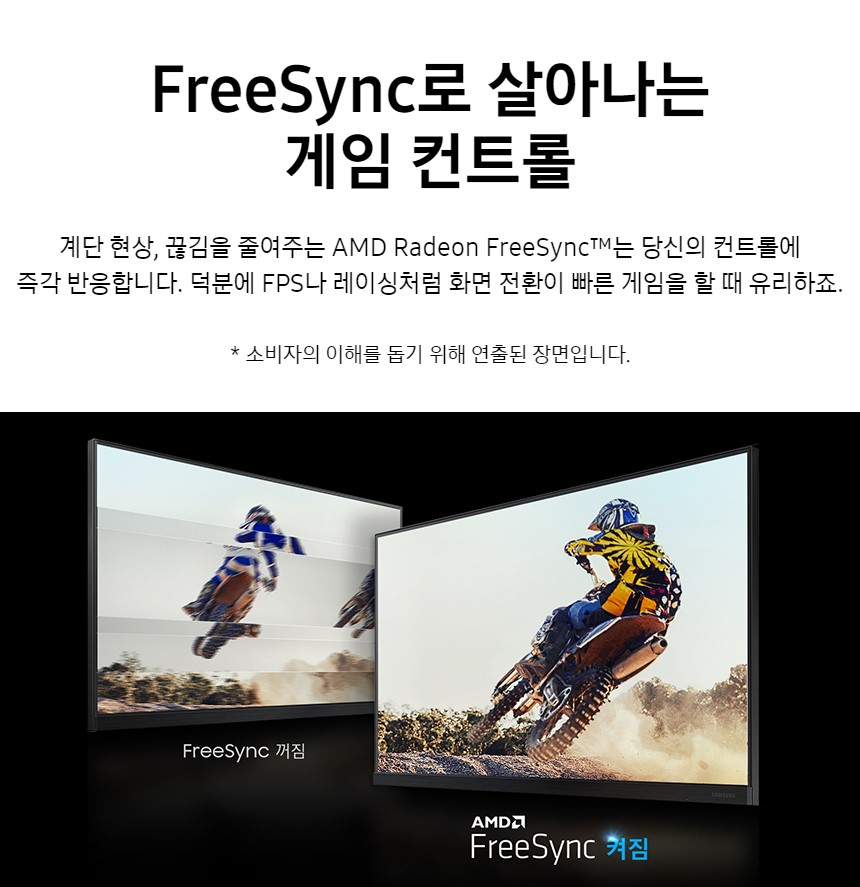 FreeSync로 살아나는
게임 컨트롤
계단 현상, 끊김을 줄여주는 AMD Radeon FreeSync™는 당신의 컨트롤에
즉각 반응합니다. 덕분에 FPS나 레이싱처럼 화면 전환이 빠른 게임을 할 때 유리하죠.
* 소비자의 이해를 돕기 위해 연출된 장면입니다.
FreeSync 꺼짐
SAMSUNG
AMD
FreeSync 켜짐